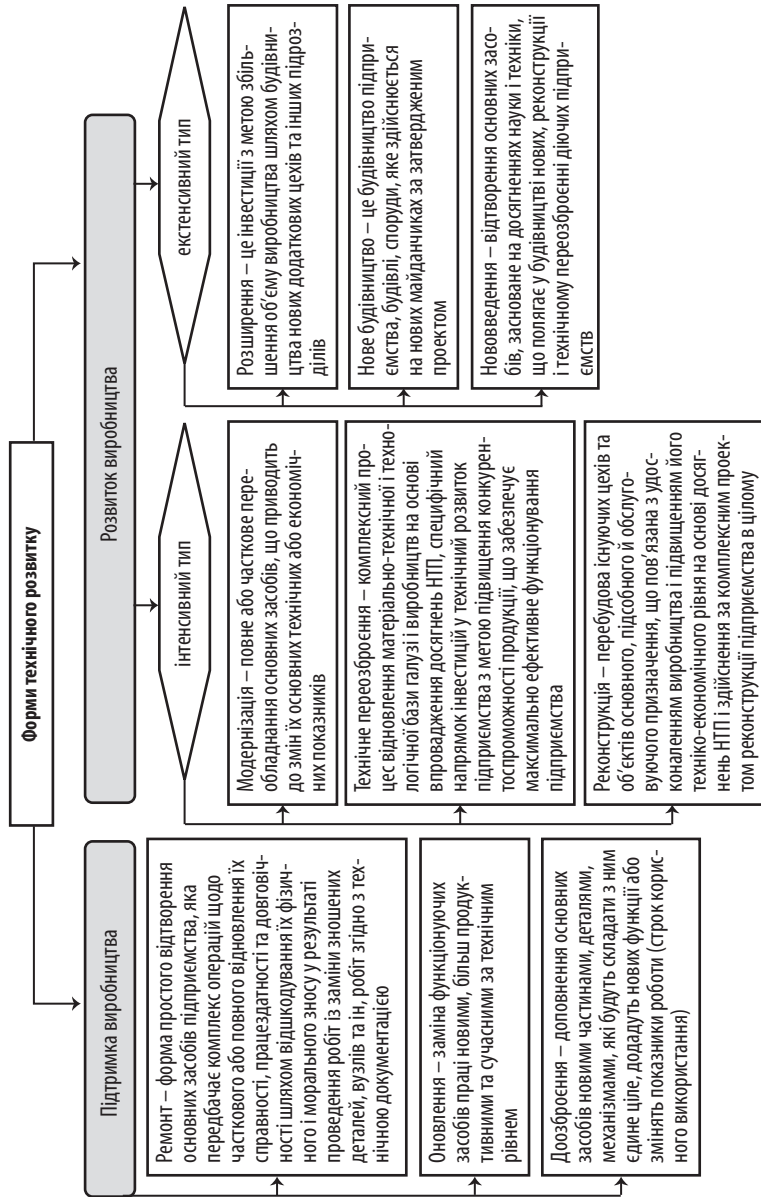 Форми технічного розвитку
Підтримка виробництва
Ремонт – форма простого відтворення
основних засобів підприємства, яка
передбачає комплекс операцій щодо
часткового або повного відновлення їх
справності, працездатності та довговіч-
ності шляхом відшкодування їх фізич-
ного і морального зносу у результаті
проведення робіт із заміни зношених
деталей, вузлів та ін, робіт згідно з тех-
нічною документацією
Оновлення – заміна функціонуючих
засобів праці новими, більш продук-
тивними та сучасними за технічним
рівнем
Дооозброєння – доповнення основних
засобів новими частинами, деталями,
механізмами, які будуть складати з ним
єдине ціле, додадуть нових функції або
змінять показники роботи (строк корис-
ного використання)
Розвиток виробництва
інтенсивний тип
Модернізація – повне або часткове пере-
обладнання основних засобів, що приводить
до змін їх основних технічних або економіч-
них показників
Технічне переозброєння – комплексний про-
цес відновлення матеріально-технічної і техно-
логічної бази галузі і виробництв на основі
впровадження досягнень НТП, специфічний
напрямок інвестицій у технічний розвиток
підприємства з метою підвищення конкурен-
тоспроможності продукції, що забезпечує
максимально ефективне функціонування
підприємства
Реконструкція – перебудова існуючих цехів та
об’єктів основного, підсобного й обслуго-
вуючого призначення, що пов’язана з удос-
коналенням виробництва і підвищенням його
техніко-економічного рівня на основі досяг-
нень НТП і здійснення за комплексним проек-
том реконструкції підприємства в цілому
екстенсивний тип
Розширення – це інвестиції з метою збіль-
шення об’єму виробництва шляхом будівни-
цтва нових додаткових цехів та інших підроз-
ділів
Нове будівництво – це будівництво підпри-
ємства, будівлі, споруди, яке здійснюється
на нових майданчиках за затвердженим
проектом
Нововведення – відтворення основних засо-
бів, засноване на досягненнях науки і техніки,
що полягає у будівництві нових, реконструкції
і технічному переозброєнні діючих підпри-
ємств